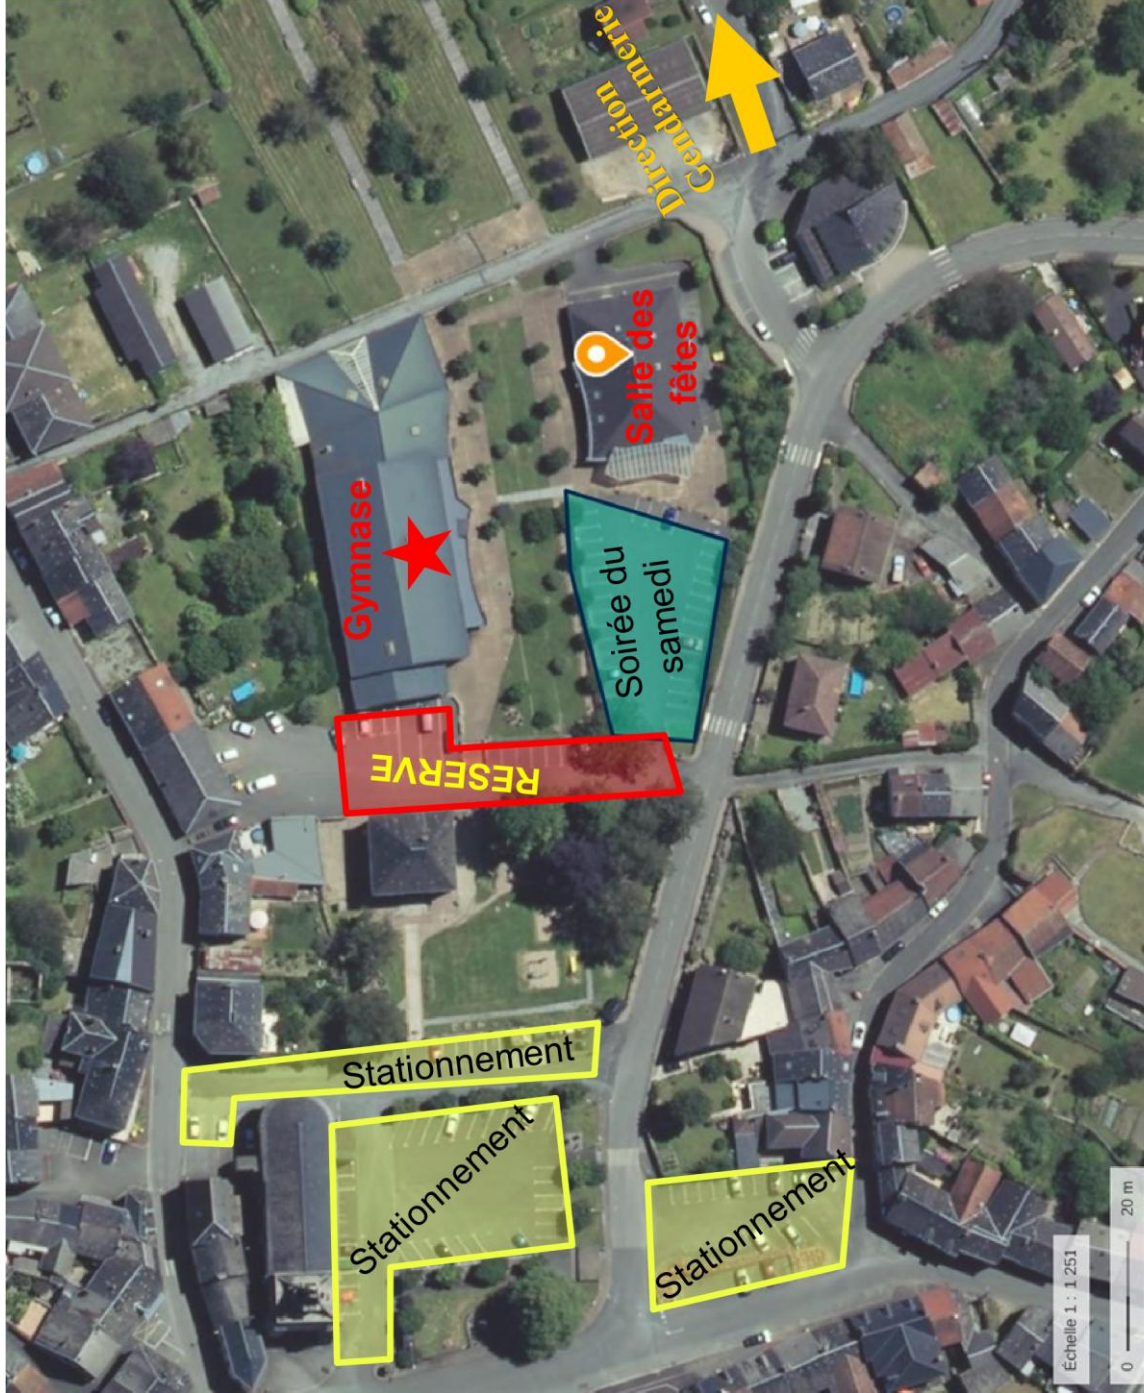 Direction
Gendarmerie
Gymnase
Salle des
fêtes
Soirée du
samedi
RESERVE
Stationnement
Stationnement
Stationnement
Échelle 1 : 1 251
0 20 m